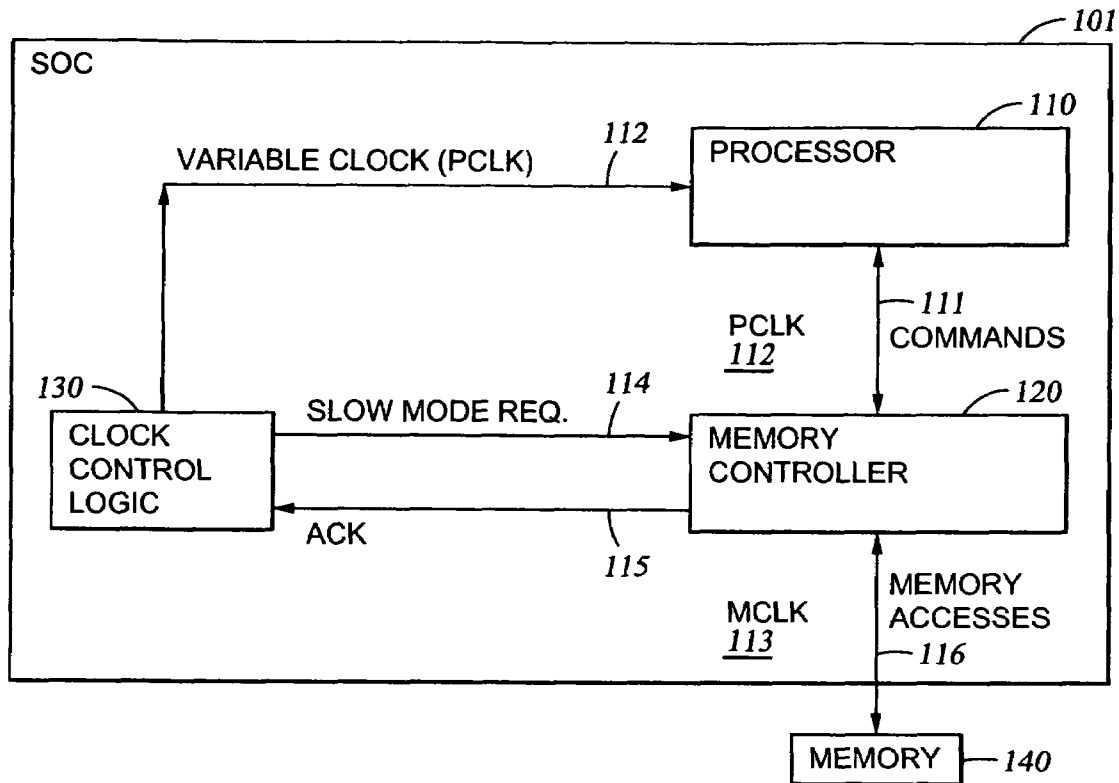 101
SOC
110
PROCESSOR
VARIABLE CLOCK (PCLK)
112
111
COMMANDS
PCLK
112
130
CLOCK
CONTROL
LOGIC
SLOW MODE REQ.
114
120
MEMORY
CONTROLLER
ACK
115
MCLK
113
MEMORY
ACCESSES
116
MEMORY
140